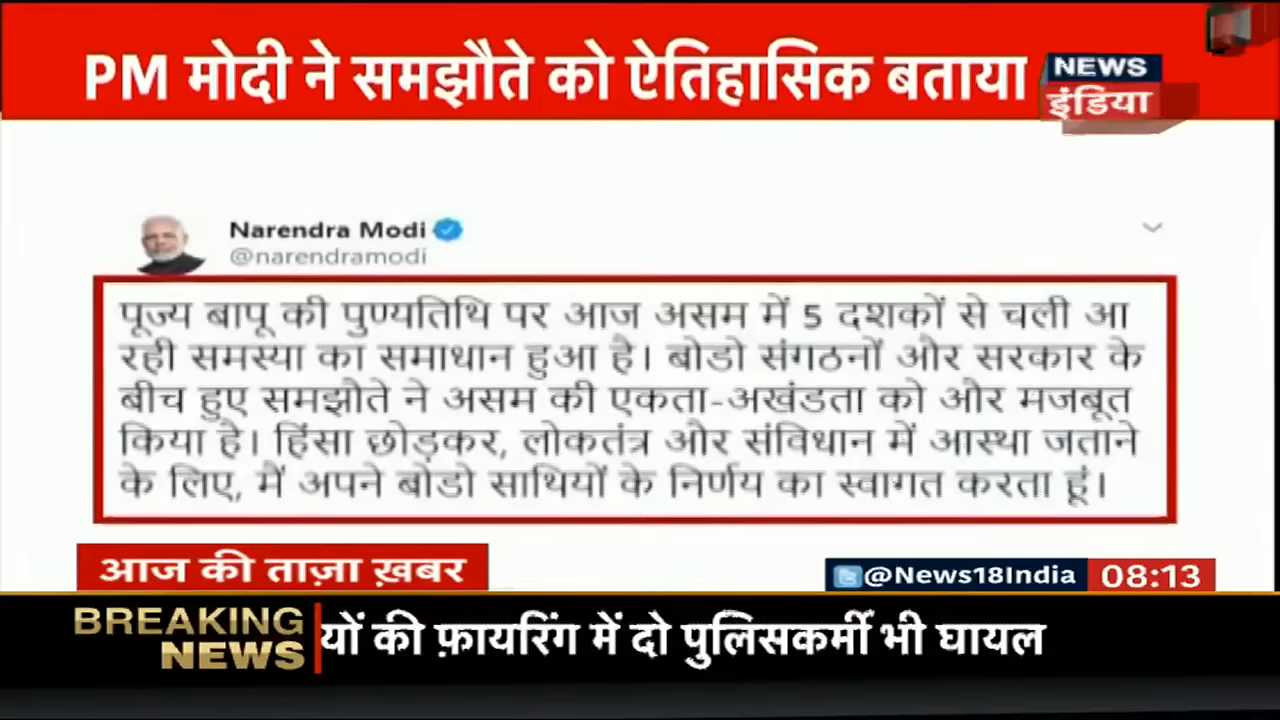 PM मोदी ने समझौते को ऐतिहासिक बताया
NEWS
इंडिया
Narendra Modi
@narendramodi
पूज्य बापू की पुण्यतिथि पर आज असम में 5 दशकों से चली आ
रही समस्या का समाधान हुआ है। बोडो संगठनों और सरकार के
बीच हुए समझौते ने असम की एकता-अखंडता को और मजबूत
किया है। हिंसा छोड़कर, लोकतंत्र और संविधान में आस्था जताने
के लिए, मैं अपने बोडो साथियों के निर्णय का स्वागत करता हूं।
आज की ताज़ा ख़बर
@News18India 08:13
BREAKING
NEWS
यों की फ़ायरिंग में दो पुलिसकर्मी भी घायल